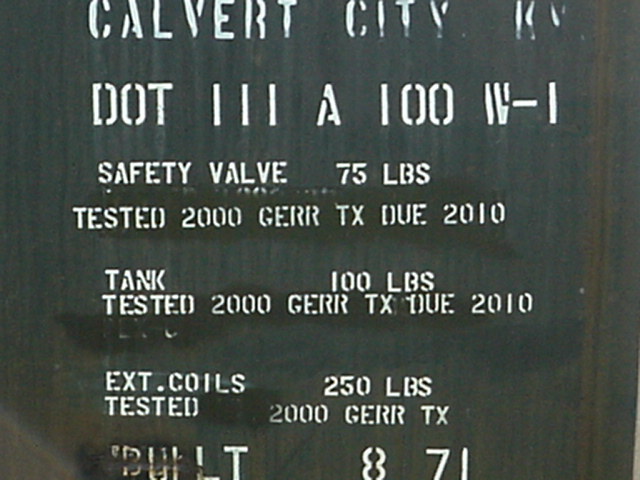 CALVERT CITY. KY.
DOT 111 A 100 W-1
SAFETY VALVE 75 LBS
TESTED 2000 GERR TX DUE 2010
TANK 100 LBS
TESTED 2000 GERR TX DUE 2010
EXT.COILS 250 LBS
TESTED 2000 GERR TX
BUILT 8 71